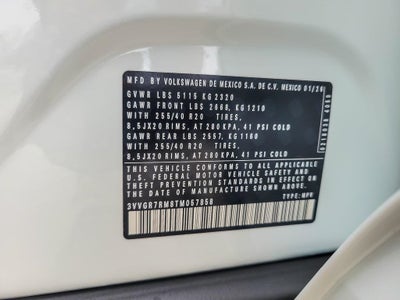 MFD BY VOLKSWAGEN DE MEXICO S.A. DE C.V. MEXICO 01/26
GVWR LBS 5115 KG 2320
GAWR FRONT LBS 2668, KG 1210
WITH 255/40 R20 TIRES,
8,5JX20 RIMS, AT 280 KPA, 41 PSI COLD
GAWR REAR LBS 2557, KG 1160
WITH 255/40 R20 TIRES,
8,5JX20 RIMS, AT 280 KPA, 41 PSI COLD
THIS VEHICLE CONFORMS TO ALL APPLICABLE
U.S. FEDERAL MOTOR VEHICLE SAFETY AND
THEFT PREVENTION STANDARDS IN EFFECT ON
THE DATE OF MANUFACTURE SHOWN ABOVE.
3VVGR7RM8TM057858
TYPE: MPV